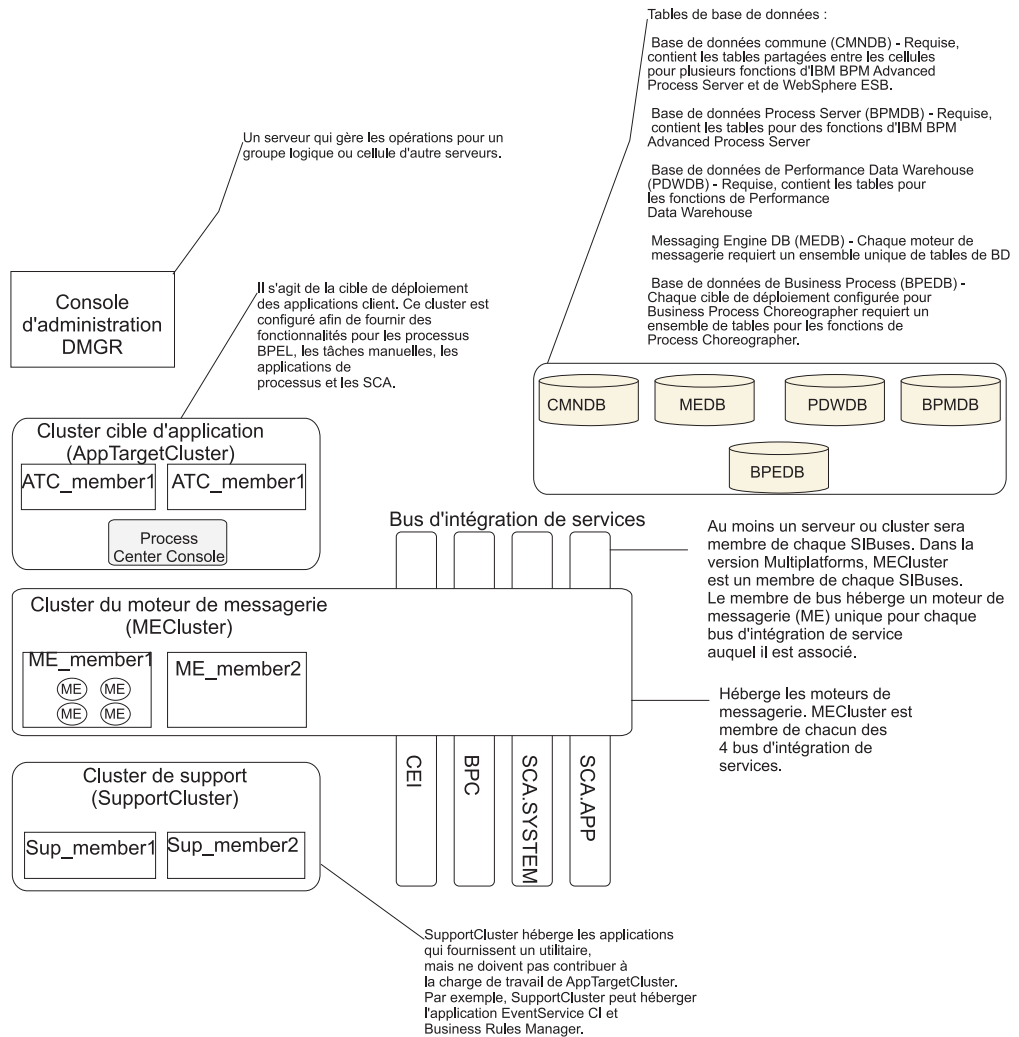 Tables de base de données :
Base de données commune (CMNDB) - Requise,
contient les tables partagées entre les cellules
pour plusieurs fonctions d'IBM BPM Advanced
Process Server et de WebSphere ESB.
Base de données Process Server (BPMDB) - Requise,
contient les tables pour des fonctions d'IBM BPM
Advanced Process Server
Base de données de Performance Data Warehouse
(PDWDB) - Requise, contient les tables pour
les fonctions de Performance
Data Warehouse
Messaging Engine DB (MEDB) - Chaque moteur de
messagerie requiert un ensemble unique de tables de BD
Base de données de Business Process (BPEDB) -
Chaque cible de déploiement configurée pour
Business Process Choreographer requiert un
ensemble de tables pour les fonctions de
Process Choreographer.
Un serveur qui gère les opérations pour un
groupe logique ou cellule d'autre serveurs.
Console
d'administration
DMGR
Il s'agit de la cible de déploiement
des applications client. Ce cluster est
configuré afin de fournir des
fonctionnalités pour les processus
BPEL, les tâches manuelles, les
applications de
processus et les SCA.
CMNDB
MEDB
PDWDB
BPMDB
BPEDB
Cluster cible d'application
(AppTargetCluster)
ATC_member1
ATC_member1
Process
Center Console
Bus d'intégration de services
Au moins un serveur ou cluster sera
membre de chaque SIBuses. Dans la
version Multiplatforms, MECluster
est un membre de chaque SIBuses.
Le membre de bus héberge un moteur de
messagerie (ME) unique pour chaque
bus d'intégration de service
auquel il est associé.
Cluster du moteur de messagerie
(MECluster)
ME_member1
ME
ME
ME
ME
ME_member2
Héberge les moteurs de
messagerie. MECluster est
membre de chacun des
4 bus d'intégration de
services.
CEI
BPC
SCA.SYSTEM
SCA.APP
Cluster de support
(SupportCluster)
Sup_member1
Sup_member2
SupportCluster héberge les applications
qui fournissent un utilitaire,
mais ne doivent pas contribuer à
la charge de travail de AppTargetCluster.
Par exemple, SupportCluster peut héberger
l'application EventService CI et
Business Rules Manager.